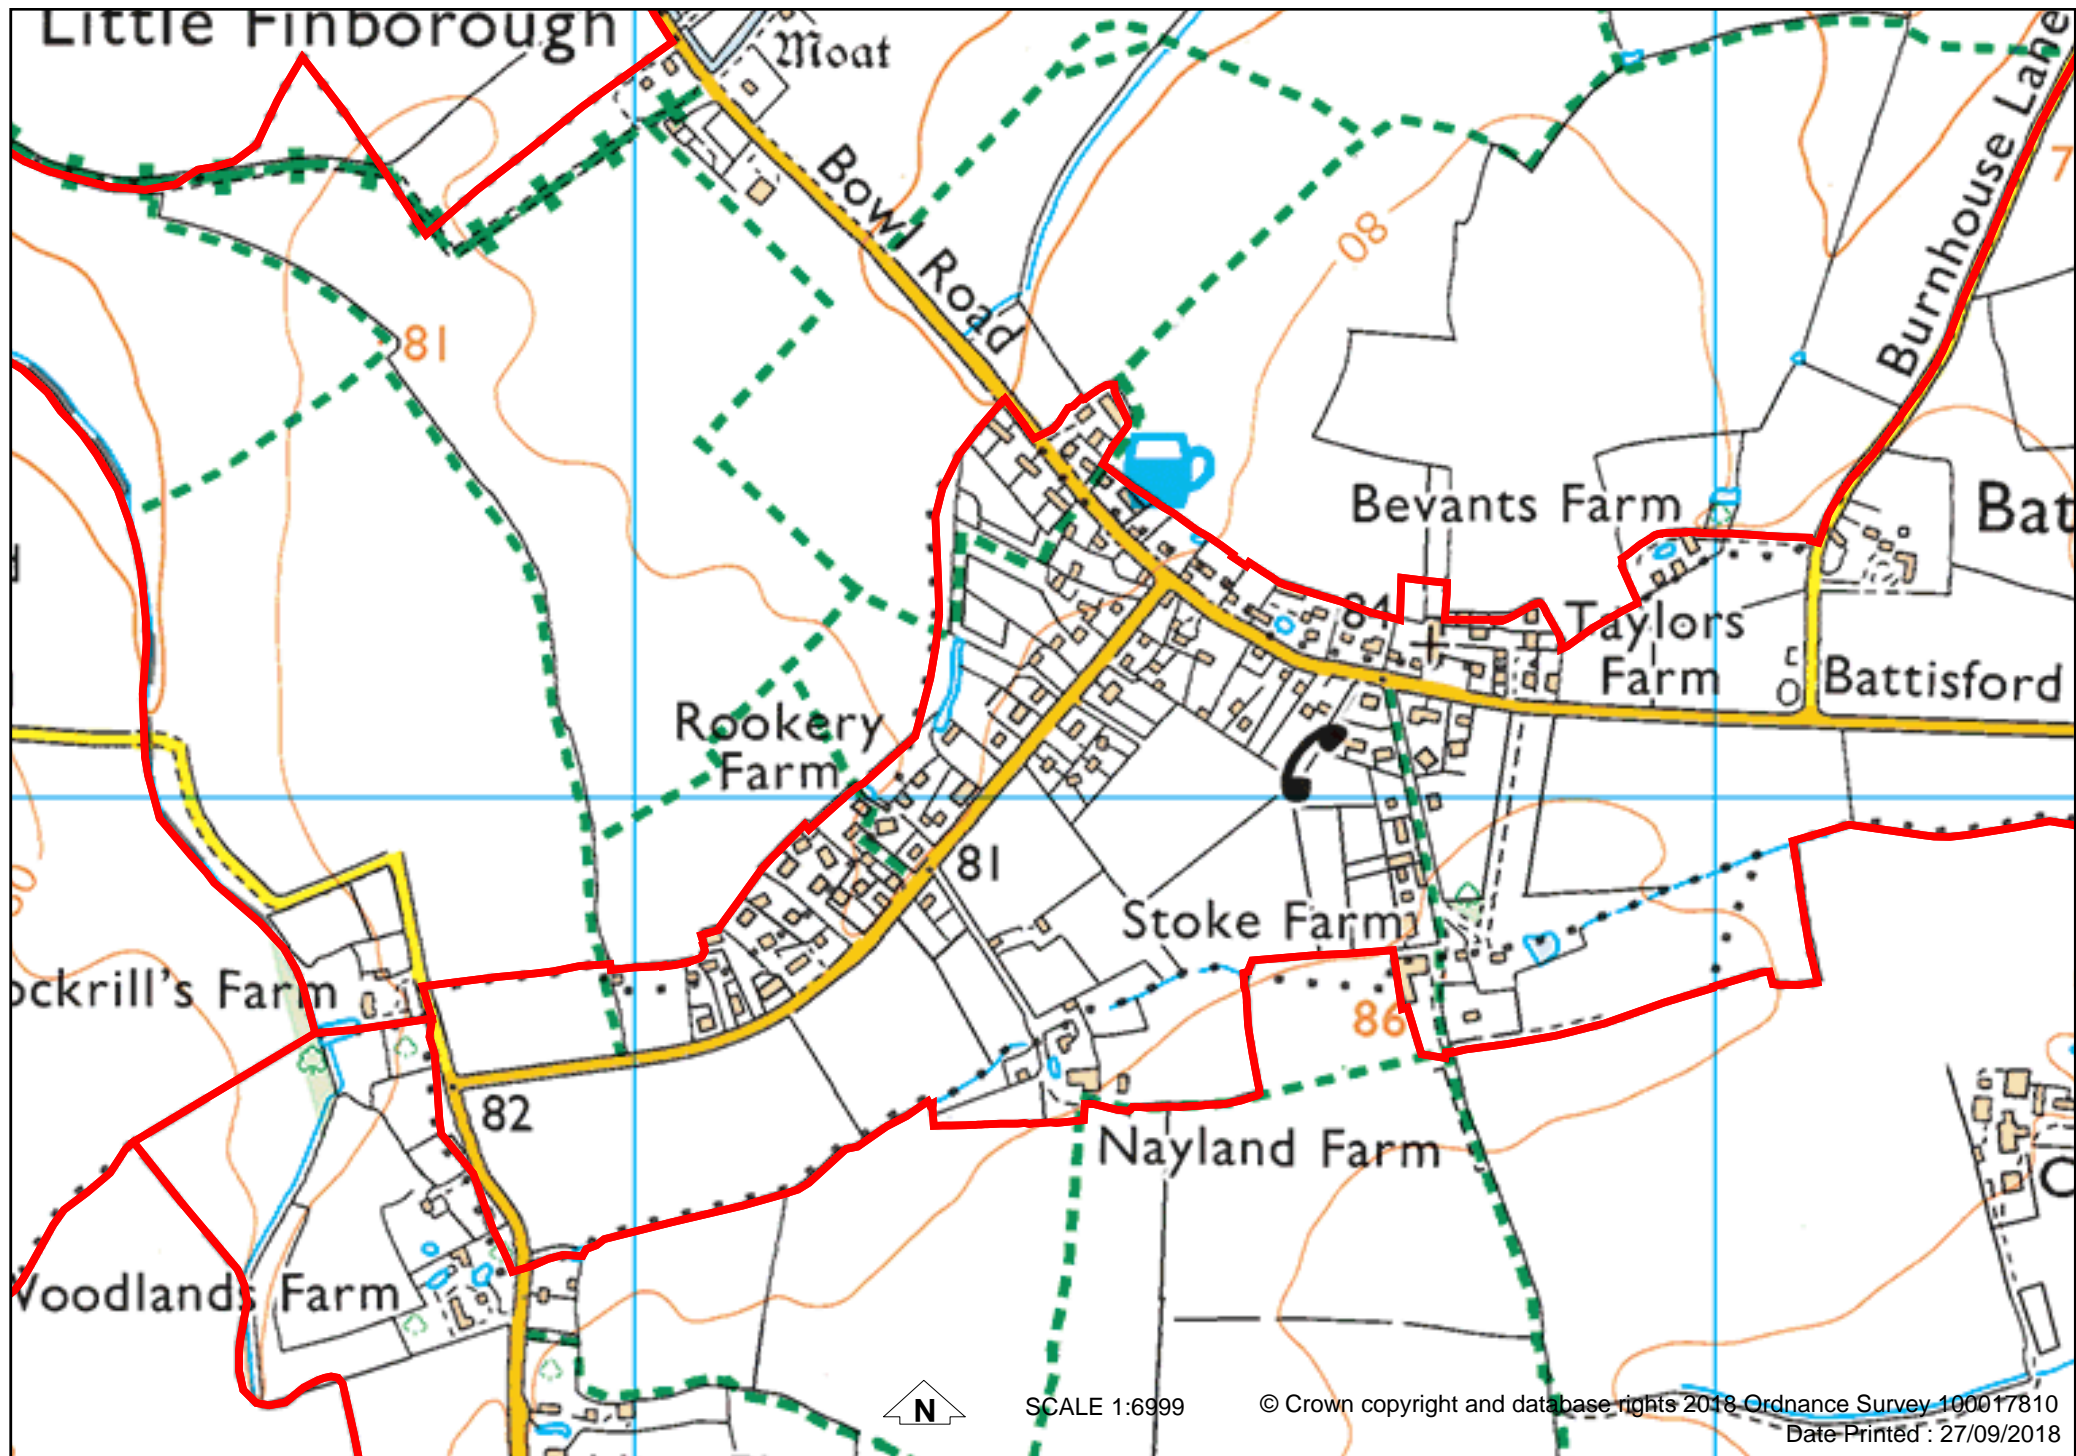 Little Finborough
Moat
Bowl Road
Burnhouse Lane
80
7
81
Bevants Farm
Bat
84
Taylors
Farm
Battisford
Rookery
Farm
81
Stoke Farm
ockrill's Farm
86
82
Nayland Farm
Woodlands Farm
N
SCALE 1:6999
© Crown copyright and database rights 2018 Ordnance Survey 100017810
Date Printed : 27/09/2018